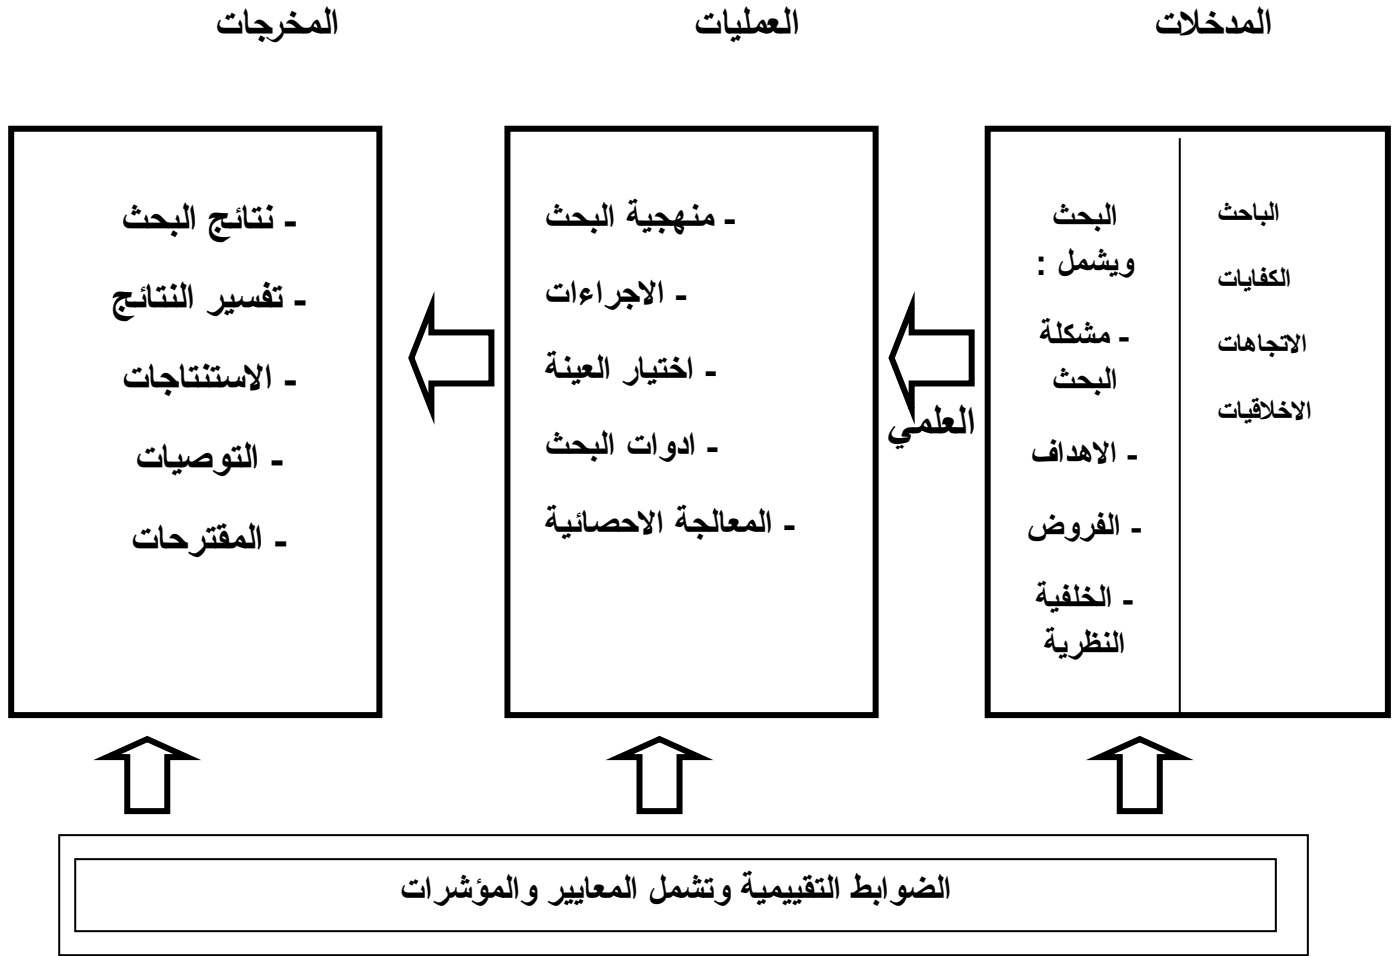 المدخلات
العمليات
المخرجات
الباحث
الكفايات
الاتجاهات
الاخلاقيات
البحث
ويشمل :
- مشكلة
البحث
- الاهداف
- الفروض
- الخلفية
النظرية
العلمي
- منهجية البحث
- الاجراءات
- اختيار العينة
- ادوات البحث
- المعالجة الاحصائية
- نتائج البحث
- تفسير النتائج
- الاستنتاجات
- التوصيات
- المقترحات
الضوابط التقييمية وتشمل المعايير والمؤشرات